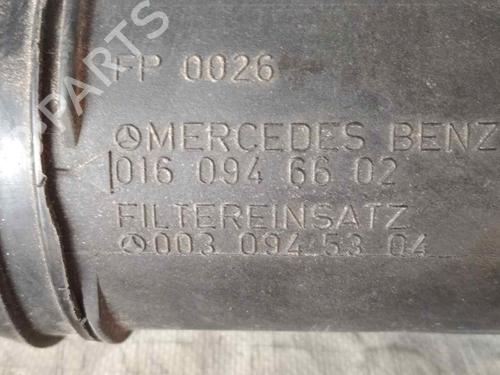 FP 0026
MERCEDES BENZ
016 094 66 02
FILTEREINSATZ
003 094 53 04